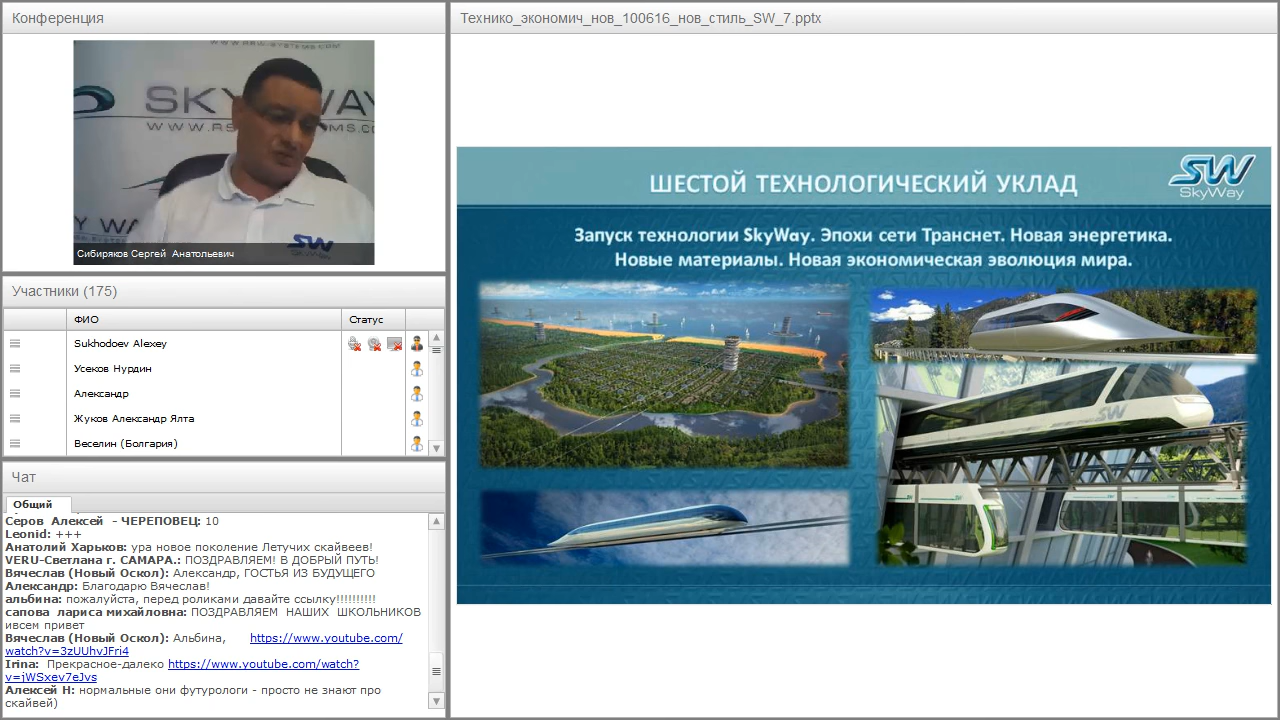 Конференция
RSW-SYSTEMS.COM
SKYWAY
Сибиряков Сергей Анатольевич
Участники (175)
ФИО
Статус
Sukhodoev Alexey
Усеков Нурдин
Александр
Жуков Александр Ялта
Веселин (Болгария)
Чат
Общий
Серов Алексей - ЧЕРЕПОВЕЦ: 10
Leonid: +++
Анатолий Харьков: ура новое поколение Летучих скайвеев!
VERU-Светлана г. САМАРА.: ПОЗДРАВЛЯЕМ! В ДОБРЫЙ ПУТЬ!
Вячеслав (Новый Оскол): Александр, ГОСТЬЯ ИЗ БУДУЩЕГО
Александр: Благодарю Вячеслав!
альбина: пожалуйста, перед роликами давайте ссылку!!!!!!!!!!
сапова лариса михайловна: ПОЗДРАВЛЯЕМ НАШИХ ШКОЛЬНИКОВ
ивсем привет
Вячеслав (Новый Оскол): Альбина, https://www.youtube.com/
watch?v=3zUUhvJFri4
Irina: Прекрасное-далеко https://www.youtube.com/watch?
v=jWSxev7eJvs
Алексей Н: нормальные они футурологи - просто не знают про
скайвей)
Технико_экономич_нов_100616_нов_стиль_SW_7.pptx
ШЕСТОЙ ТЕХНОЛОГИЧЕСКИЙ УКЛАД
SW
SkyWay
Запуск технологии SkyWay. Эпохи сети Транснет. Новая энергетика.
Новые материалы. Новая экономическая эволюция мира.
SW